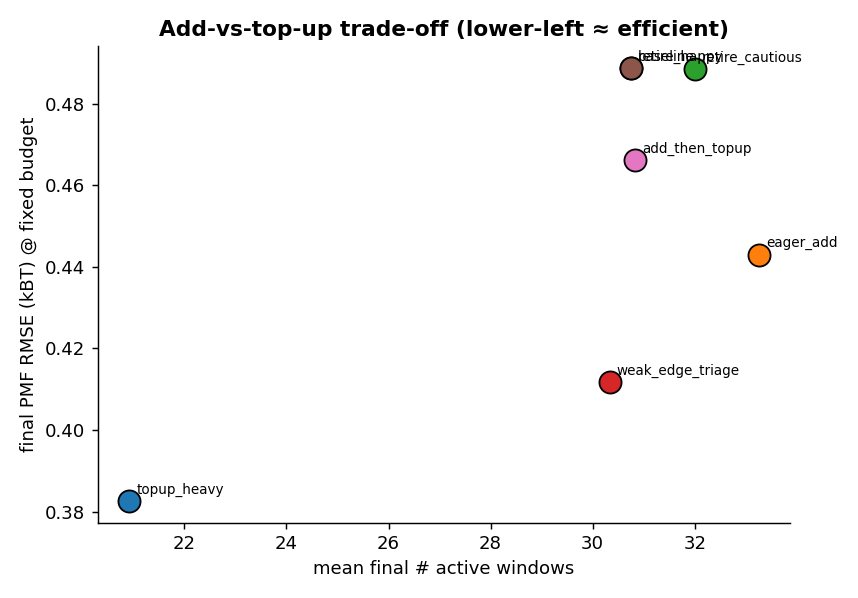 Add-vs-top-up trade-off (lower-left ≈ efficient)
retire_cautious
0.48
add_then_topup
0.46
eager_add
0.44
0.42
weak_edge_triage
0.40
topup_heavy
0.38
final PMF RMSE (kBT) @ fixed budget
22 24 26 28 30 32
mean final # active windows